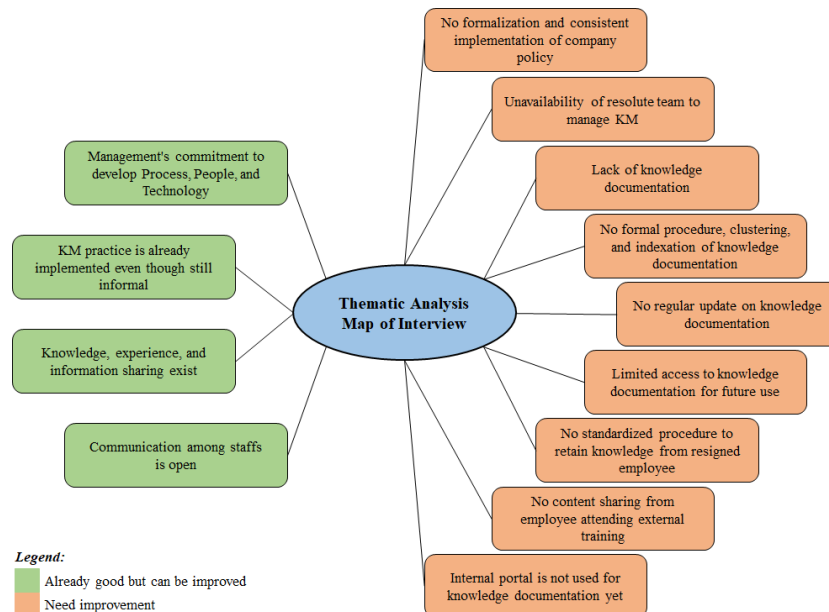 No formalization and consistent
implementation of company
policy
Unavailability of resolute team to
manage KM
Management's commitment to
develop Process, People, and
Technology
Lack of knowledge
documentation
No formal procedure, clustering,
and indexation of knowledge
documentation
KM practice is already
implemented even though still
informal
Thematic Analysis
Map of Interview
No regular update on knowledge
documentation
Knowledge, experience, and
information sharing exist
Limited access to knowledge
documentation for future use
Communication among staffs
is open
No standardized procedure to
retain knowledge from resigned
employee
No content sharing from
employee attending external
training
Internal portal is not used for
knowledge documentation yet
Legend:
Already good but can be improved
Need improvement